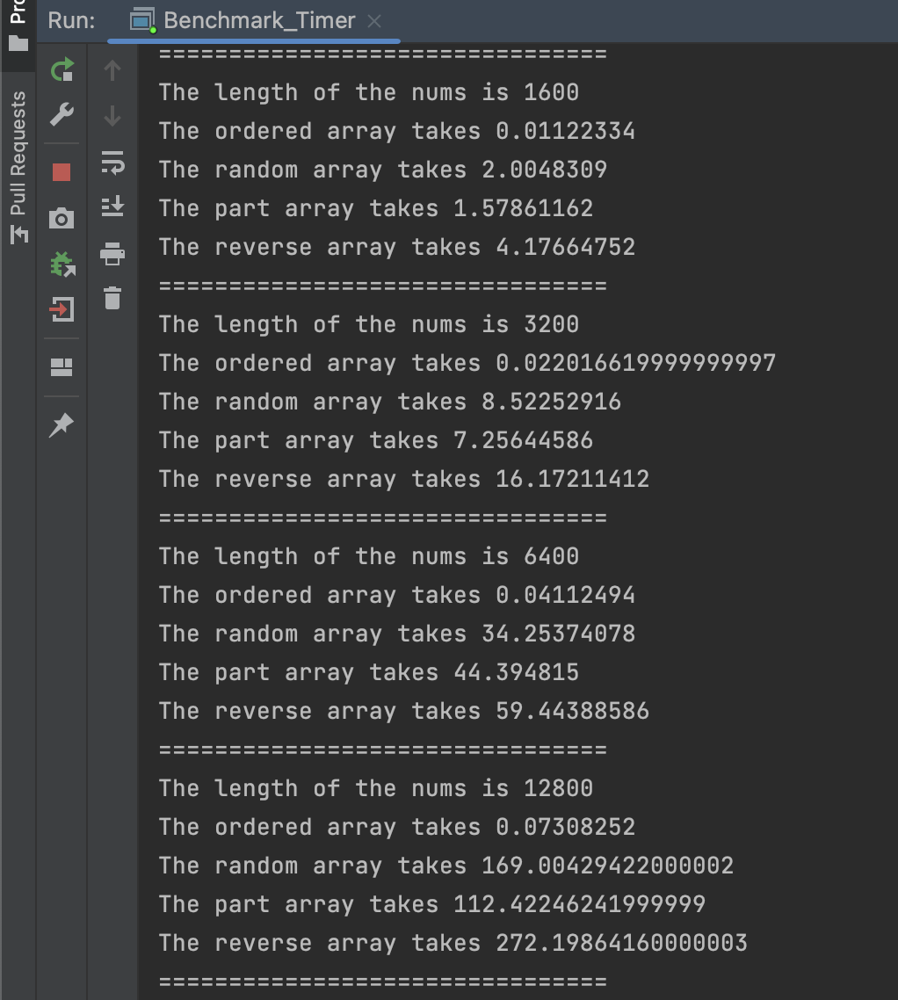 Run: Benchmark_Timer
Pro
Pull Requests
================================
The length of the nums is 1600
The ordered array takes 0.01122334
The random array takes 2.0048309
The part array takes 1.57861162
The reverse array takes 4.17664752
================================
The length of the nums is 3200
The ordered array takes 0.022016619999999997
The random array takes 8.52252916
The part array takes 7.25644586
The reverse array takes 16.17211412
================================
The length of the nums is 6400
The ordered array takes 0.04112494
The random array takes 34.25374078
The part array takes 44.394815
The reverse array takes 59.44388586
================================
The length of the nums is 12800
The ordered array takes 0.07308252
The random array takes 169.00429422000002
The part array takes 112.42246241999999
The reverse array takes 272.19864160000003
================================